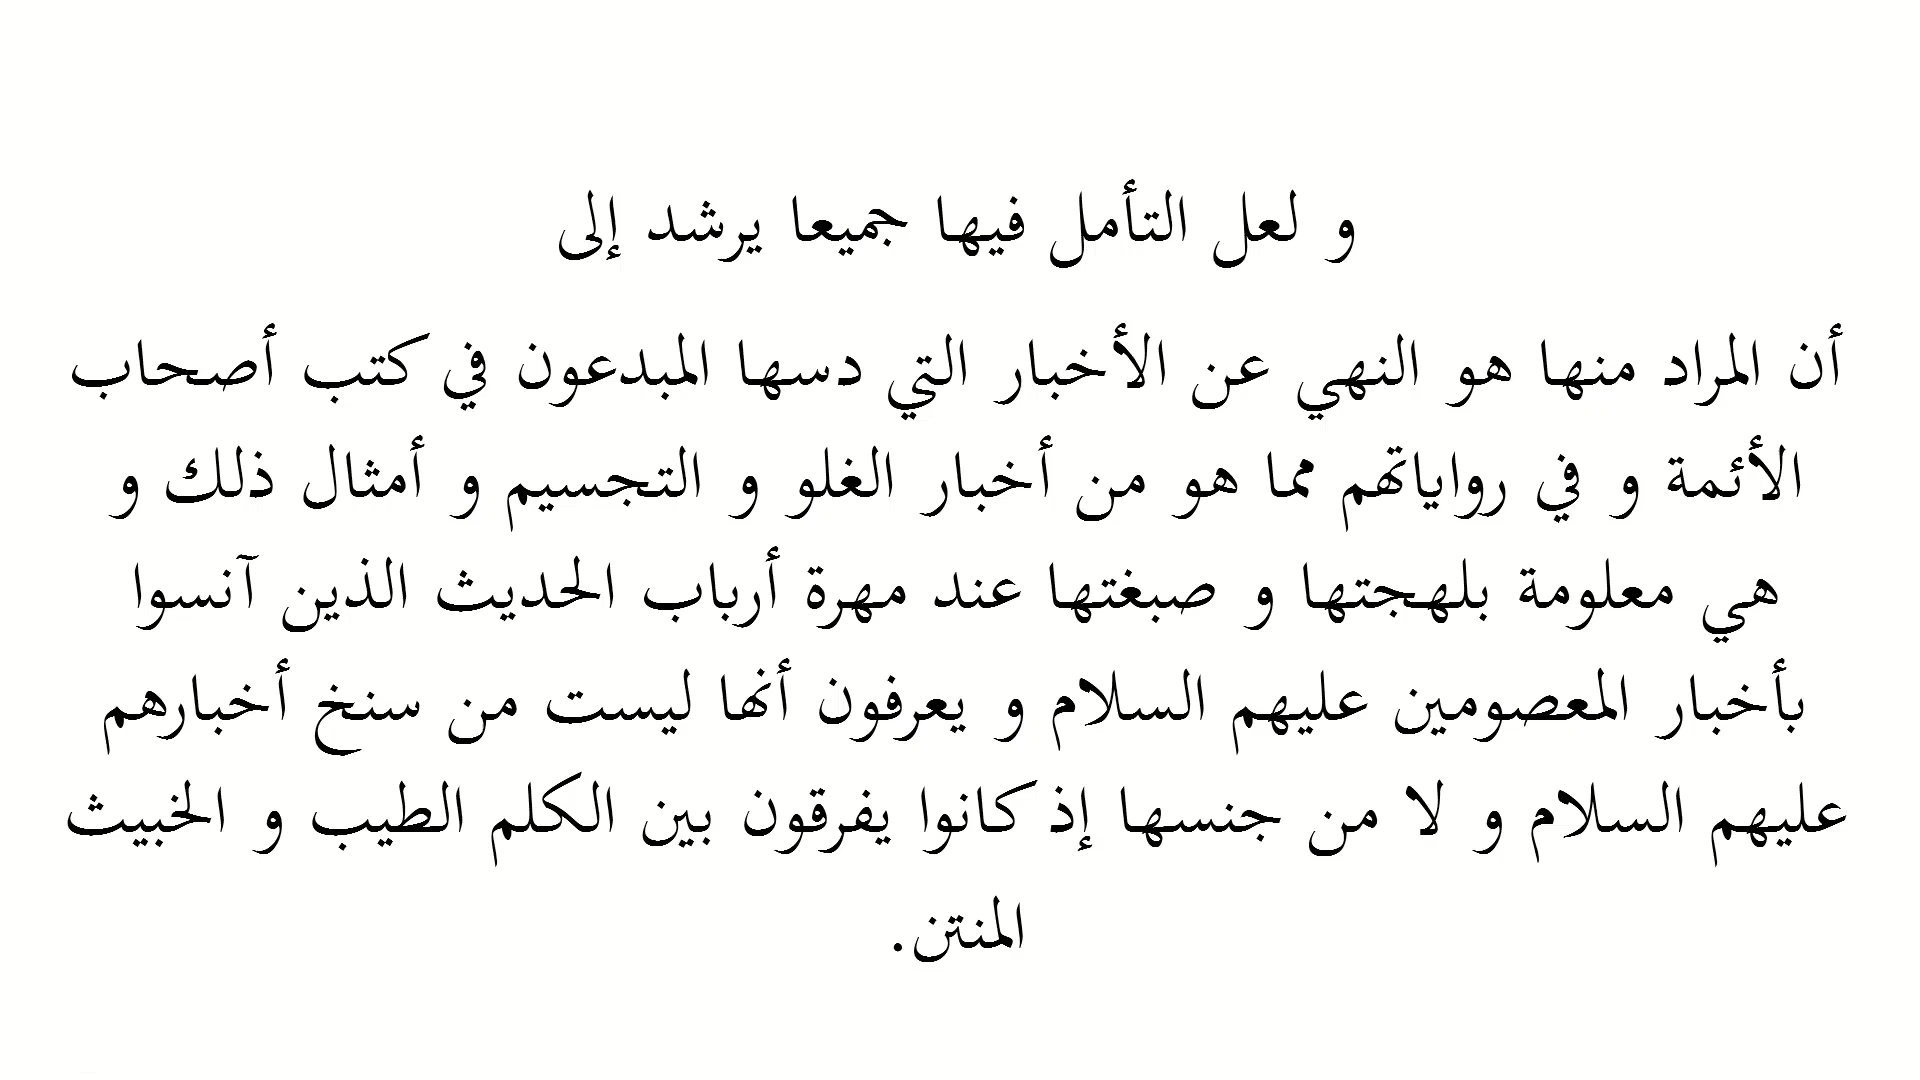 و لعل التأمل فيها جميعا يرشد إلى
أن المراد منها هو النهي عن الأخبار التي دسها المبدعون في كتب أصحاب
الأئمة و في رواياتهم مما هو من أخبار الغلو و التجسيم و أمثال ذلك و
هي معلومة بلهجتها و صبغتها عند مهرة أرباب الحديث الذين آنسوا
بأخبار المعصومين عليهم السلام و يعرفون أنها ليست من سنخ أخبارهم
عليهم السلام و لا من جنسها إذ كانوا يفرقون بين الكلم الطيب و الخبيث
المنتن.